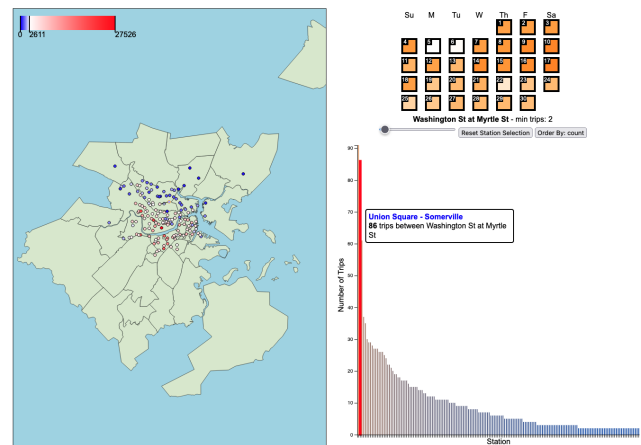 0 2611 27526
Su M Tu W Th F Sa
1 2 3
4 5 6 7 8 9 10
11 12 13 14 15 16 17
18 19 20 21 22 23 24
25 26 27 28 29 30
Washington St at Myrtle St - min trips: 2
Reset Station Selection Order By: count
90
80
70
Union Square - Somerville
86 trips between Washington St at Myrtle
St
60
50
Number of Trips
40
30
20
10
0
Station